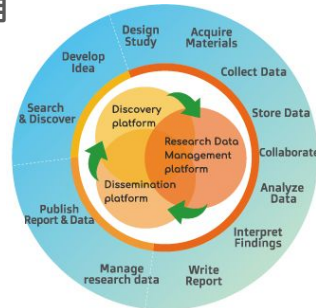 Design
Study
Acquire
Materials
Collect Data
Store Data
Collaborate
Analyze
Data
Interpret
Findings
Write
Report
Manage
research data
Publish
Report & Data
Search
& Discover
Develop
Idea
Discovery
platform
Research Data
Management
platform
Dissemination
platform